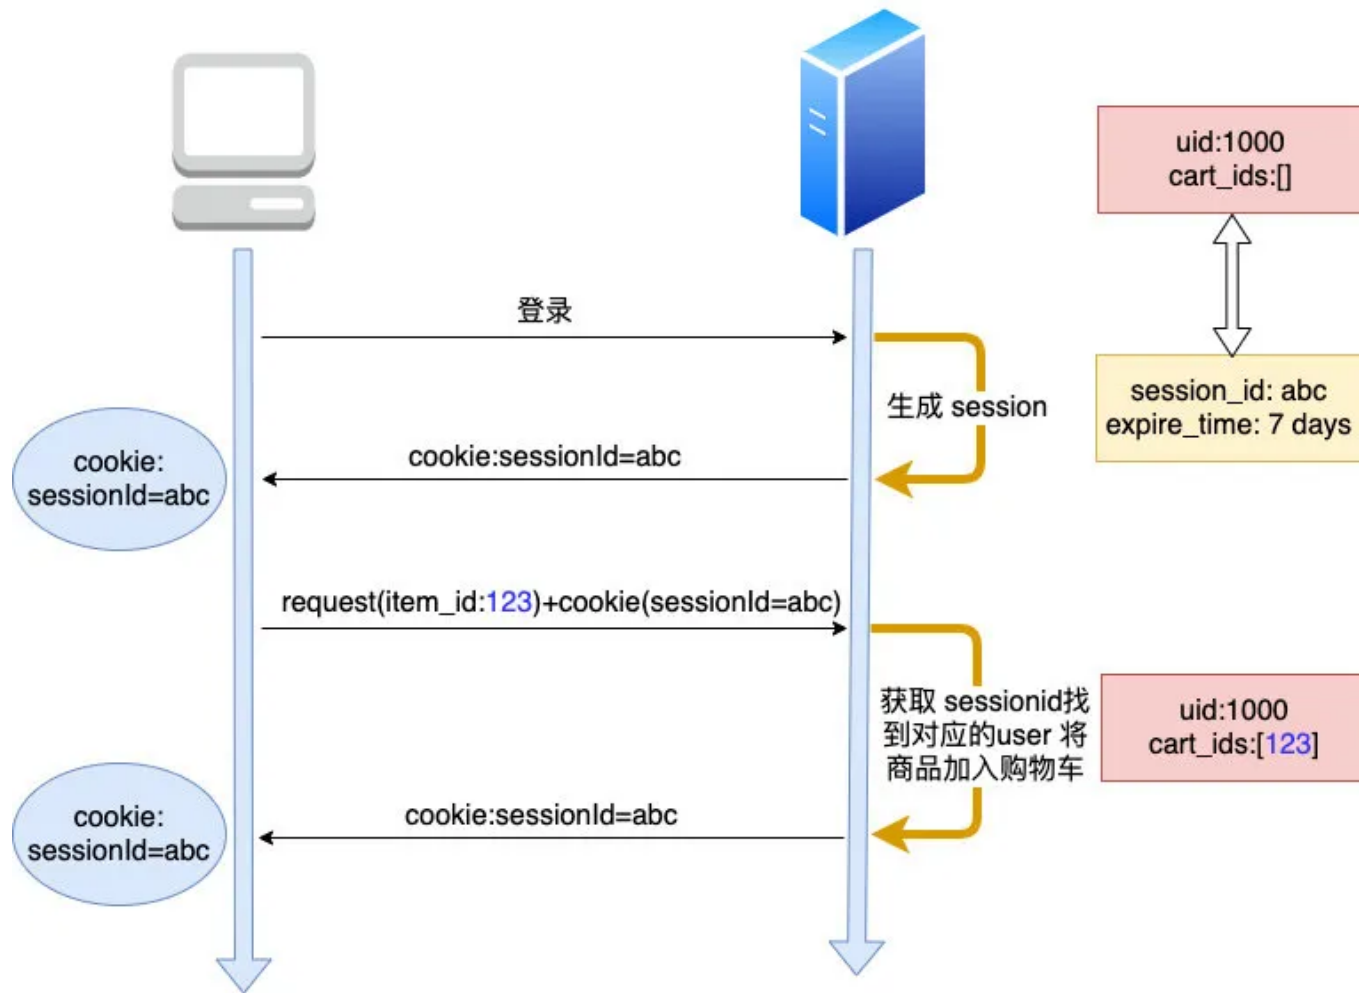 uid:1000
cart_ids:[]
登录
session_id: abc
expire_time: 7 days
生成 session
cookie:sessionId=abc
cookie:
sessionId=abc
request(item_id:123)+cookie(sessionId=abc)
获取 sessionid找
到对应的user 将
商品加入购物车
uid:1000
cart_ids:[123]
cookie:sessionId=abc
cookie:
sessionId=abc